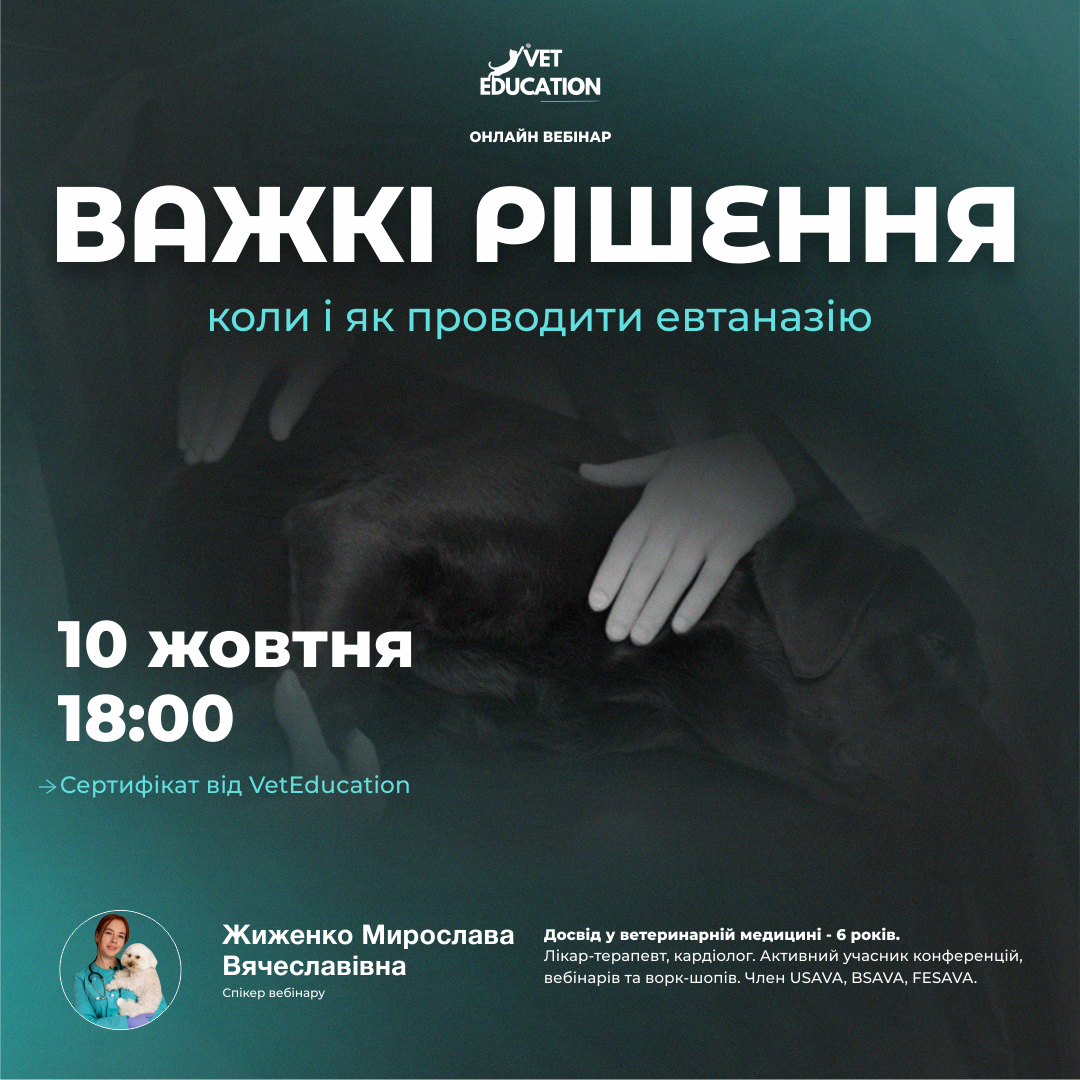 VET
EDUCATION
ОНЛАЙН ВЕБІНАР
ВАЖКІ РІШЕННЯ
коли і як проводити евтаназію
10 жовтня
18:00
Сертифікат від VetEducation
Жиженко Мирослава
Вячеславівна
Спікер вебінару
Досвід у ветеринарній медицині - 6 років.
Лікар-терапевт, кардіолог. Активний учасник конференцій,
вебінарів та ворк-шопів. Член USAVA, BSAVA, FESAVA.